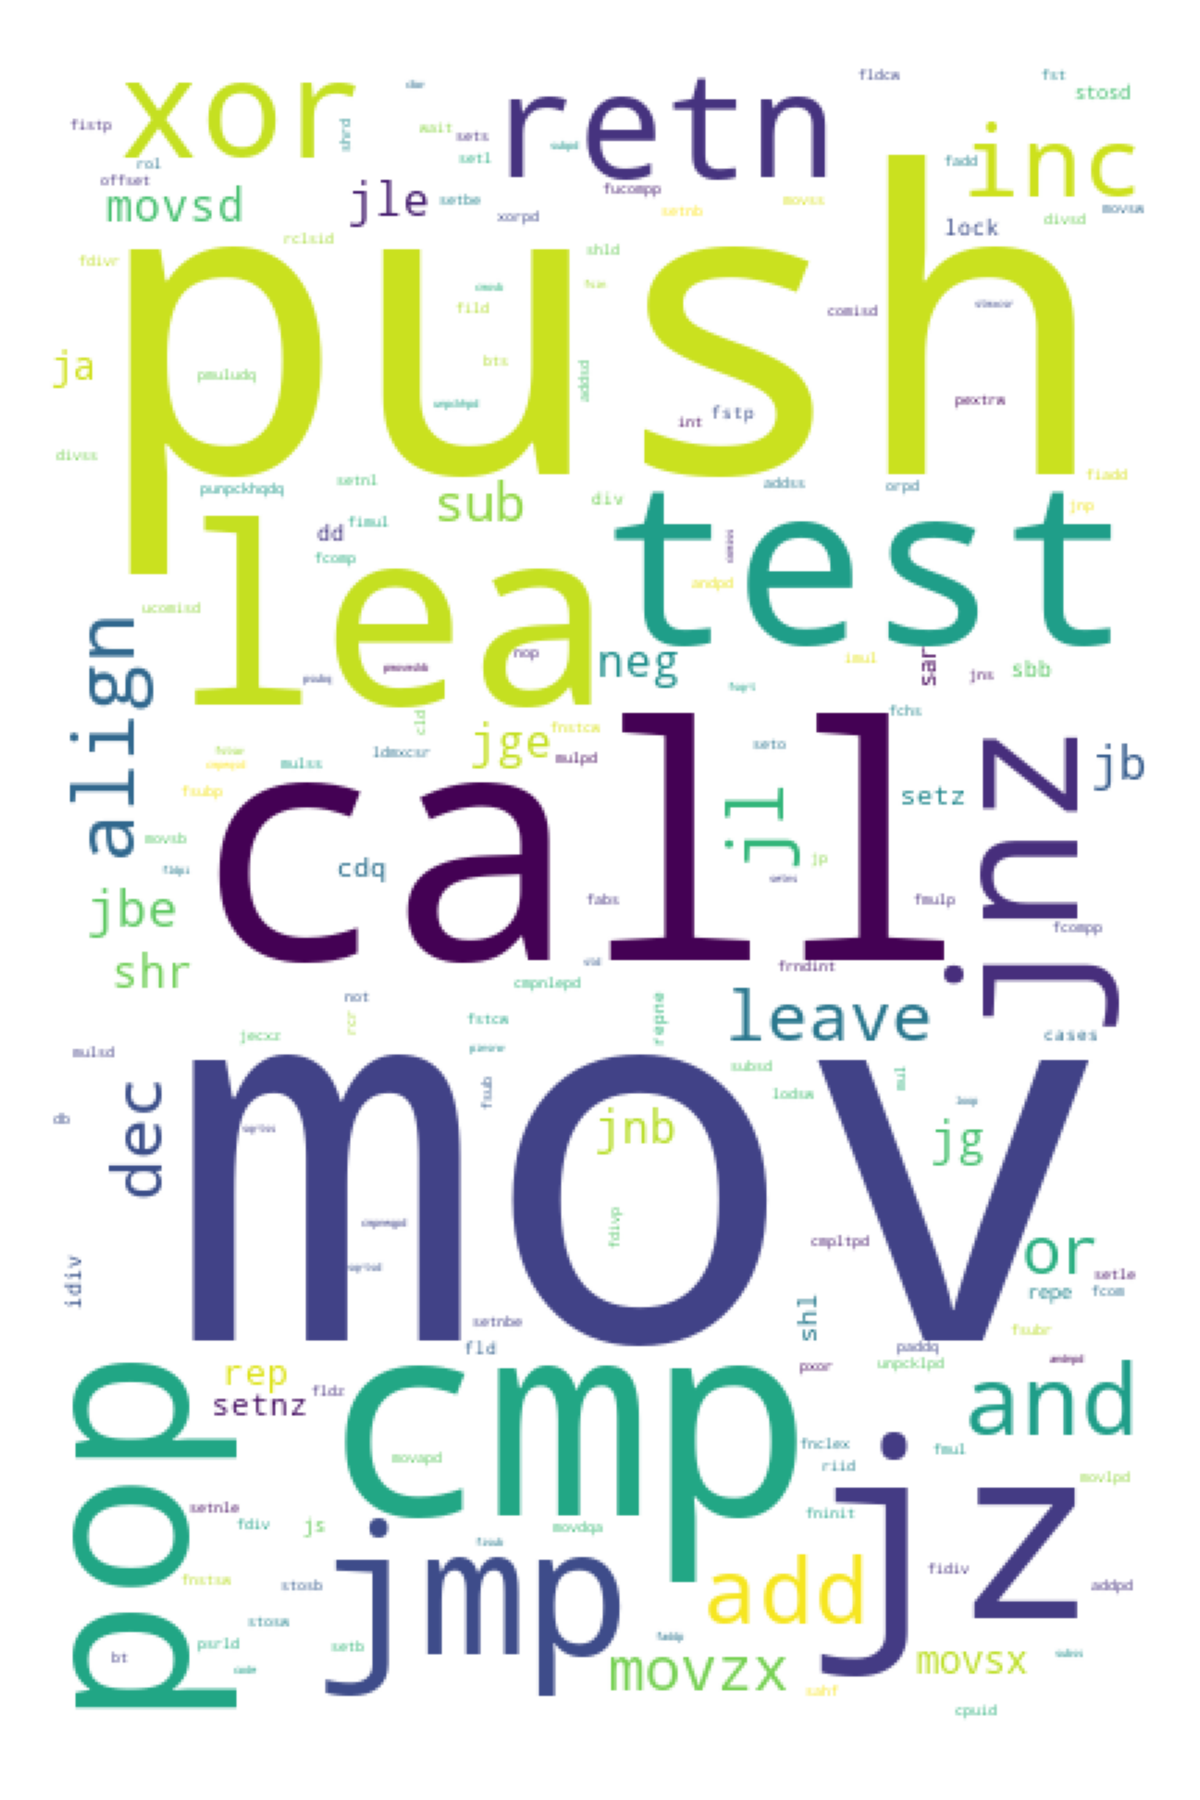 fldcw
fst
xor
retn
stosd
fistp
shrd
wait
sets
inc
setl
rol
fadd
offset
jle
fucompp
movsd
setbe
setnb
movss
movsw
xorpd
divsd
lock
rclsid
push
shld
fdivr
fild
comisd
ja
bts
pmuludq
addsd
pextrw
int
fstp
divss
fiadd
setnl
addss
punpckhqdq
sub
div
orpd
test
jnp
dd
fimul
lea
fcomp
andpd
ucomisd
align
nop
neg
imul
sar
sbb
jns
cld
fchs
jge
fnstcw
call
jnz
mulss
ldmxcsr
mulpd
seto
jb
fsubp
jl
setz
movsb
jp
cdq
jbe
fabs
fmulp
fcompp
shr
frndint
cmpnlepd
not
repne
leave
rcr
fstcw
jecxz
cases
mulsd
mov
subsd
mul
dec
fsub
lodsw
db
jnb
jg
fdivp
cmpltpd
or
idiv
setle
repe
fcom
shl
setnbe
fsubr
fld
paddq
pop
rep
cmp
pxor
unpcklpd
and
setnz
fldz
jz
fnclex
fmul
movapd
riid
movlpd
setnle
fninit
fdiv
js
movdqa
jmp
add
fidiv
fnstsw
stosb
addpd
stosw
psrld
setb
bt
movzx
movsx
sahf
cpuid